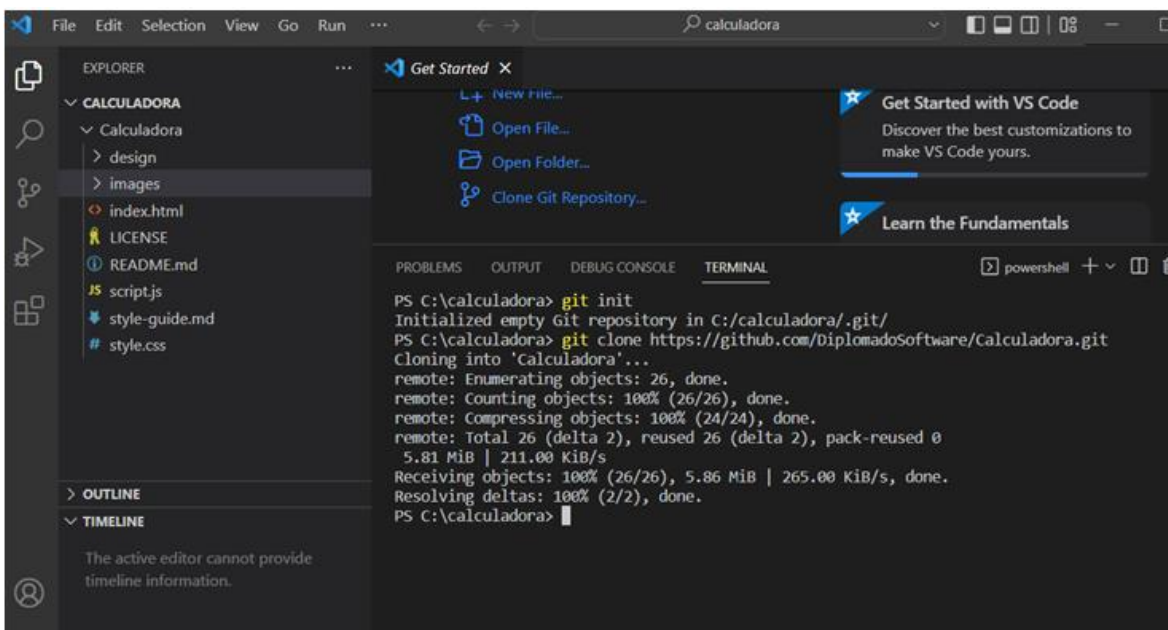 File Edit Selection View Go Run ···
calculadora
EXPLORER ···
CALCULADORA
Calculadora
design
images
index.html
LICENSE
README.md
JS script.js
style-guide.md
# style.css
OUTLINE
TIMELINE
The active editor cannot provide
timeline information.
Get Started
New File...
Open File...
Open Folder...
Clone Git Repository...
Get Started with VS Code
Discover the best customizations to
make VS Code yours.
Learn the Fundamentals
PROBLEMS OUTPUT DEBUG CONSOLE TERMINAL
powershell
PS C:\calculadora> git init
Initialized empty Git repository in C:/calculadora/.git/
PS C:\calculadora> git clone https://github.com/DiplomadoSoftware/Calculadora.git
Cloning into 'Calculadora'...
remote: Enumerating objects: 26, done.
remote: Counting objects: 100% (26/26), done.
remote: Compressing objects: 100% (24/24), done.
remote: Total 26 (delta 2), reused 26 (delta 2), pack-reused 0
5.81 MiB | 211.00 KiB/s
Receiving objects: 100% (26/26), 5.86 MiB | 265.00 KiB/s, done.
Resolving deltas: 100% (2/2), done.
PS C:\calculadora>